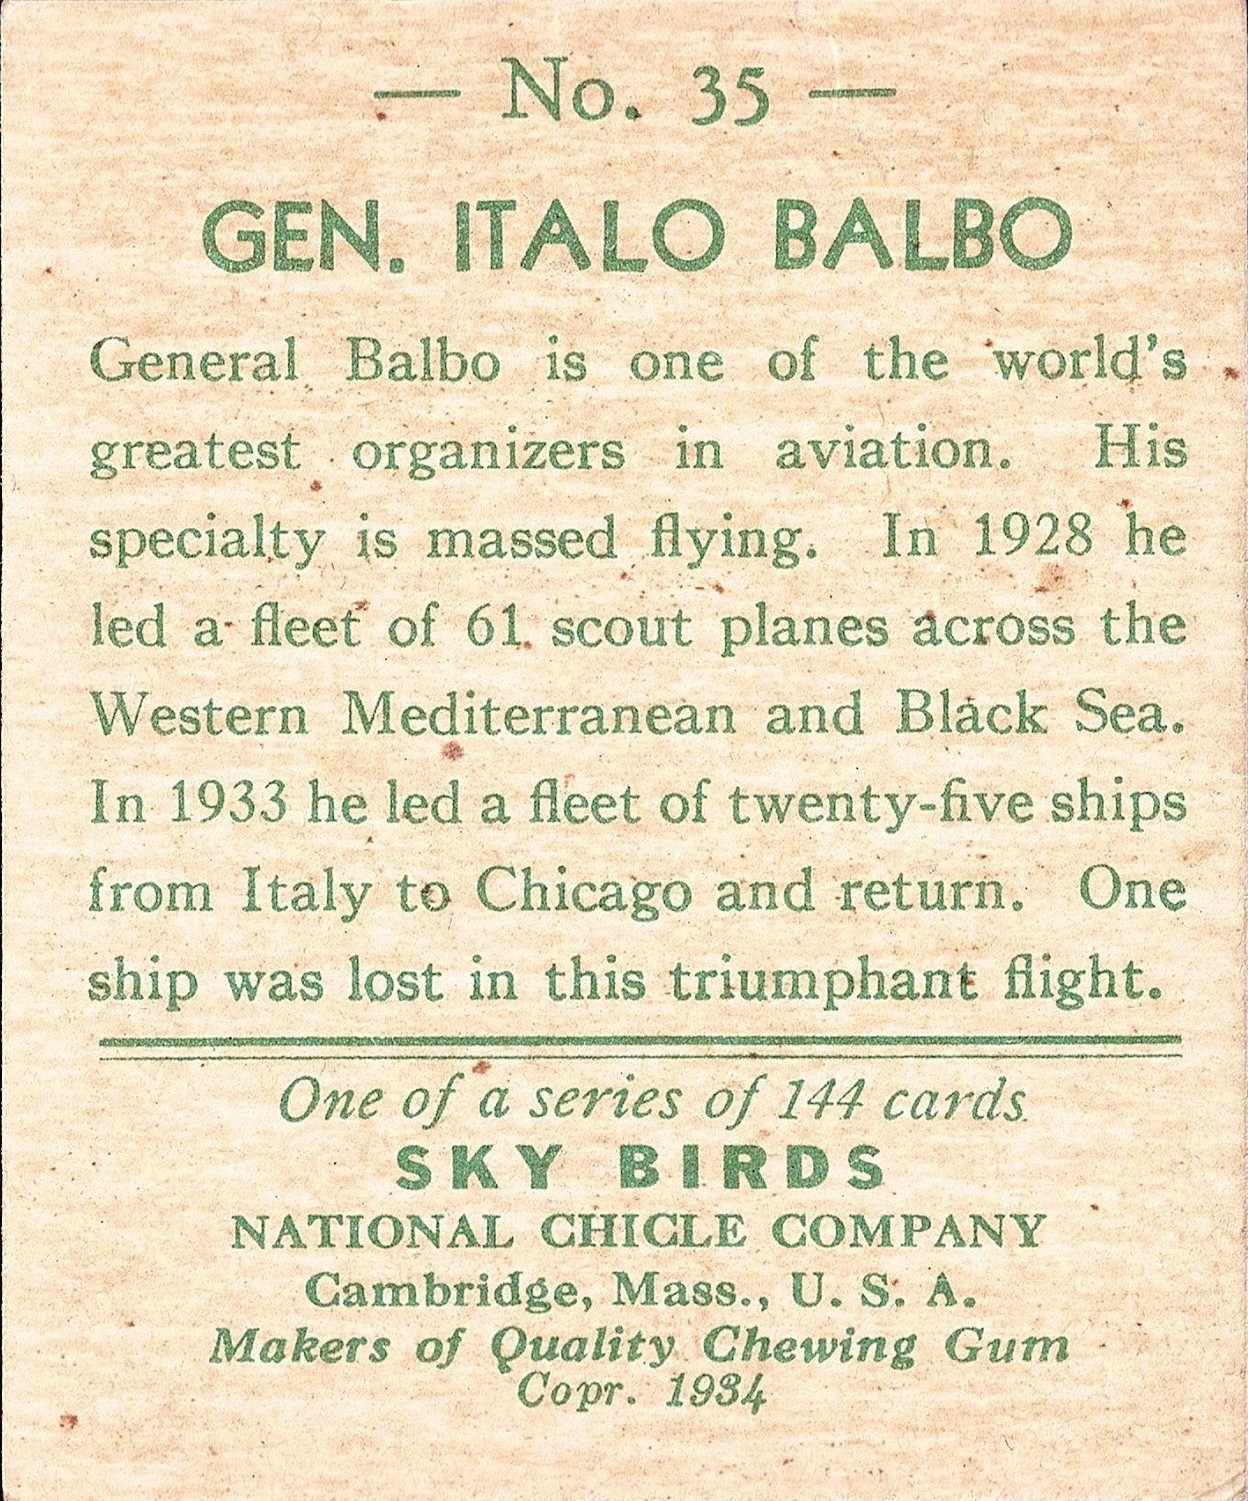 — No. 35 —
GEN. ITALO BALBO
General Balbo is one of the world's
greatest organizers in aviation. His
specialty is massed flying. In 1928 he
led a fleet of 61 scout planes across the
Western Mediterranean and Black Sea.
In 1933 he led a fleet of twenty-five ships
from Italy to Chicago and return. One
ship was lost in this triumphant flight.
One of a series of 144 cards
SKY BIRDS
NATIONAL CHICLE COMPANY
Cambridge, Mass., U. S. A.
Makers of Quality Chewing Gum
Copr. 1934